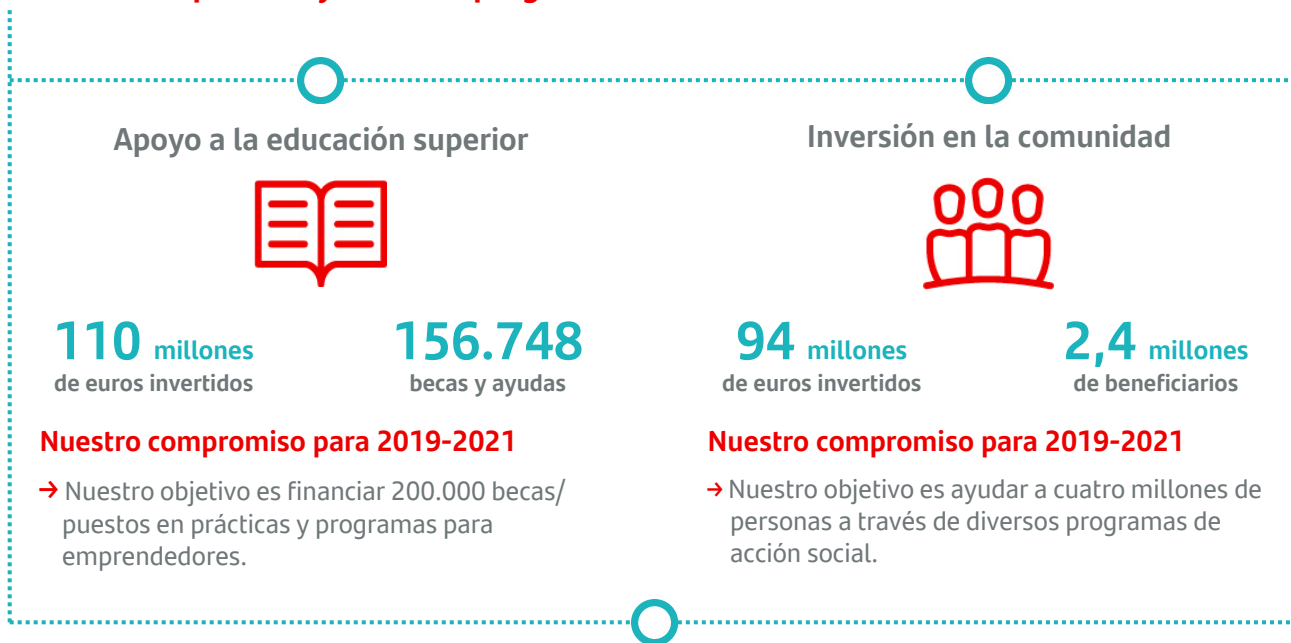 Apoyo a la educación superior
110 millones
de euros invertidos
156.748
becas y ayudas
Nuestro compromiso para 2019-2021
→ Nuestro objetivo es financiar 200.000 becas/
puestos en prácticas y programas para
emprendedores.
Inversión en la comunidad
94 millones
de euros invertidos
2,4 millones
de beneficiarios
Nuestro compromiso para 2019-2021
→ Nuestro objetivo es ayudar a cuatro millones de
personas a través de diversos programas de
acción social.